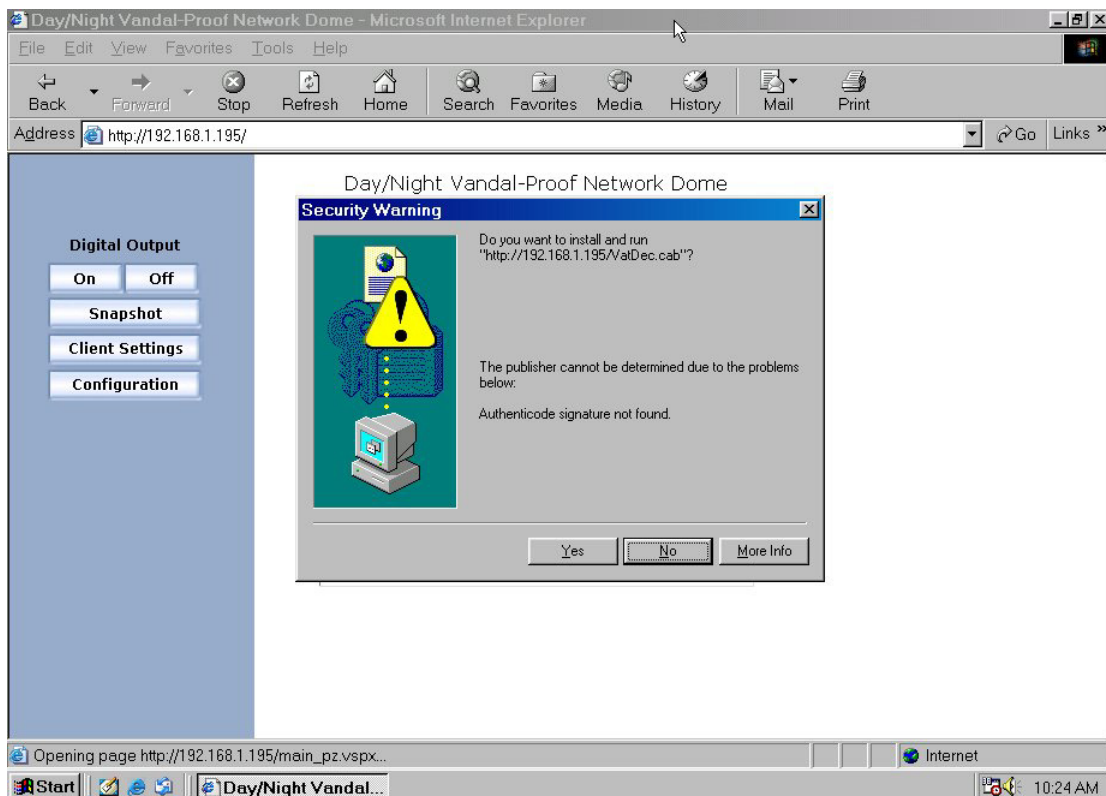 Day/Night Vandal-Proof Network Dome - Microsoft Internet Explorer
File Edit View Favorites Tools Help
Back Forward Stop Refresh Home Search Favorites Media History Mail Print
Address http://192.168.1.195/ Go Links »
Day/Night Vandal-Proof Network Dome
Digital Output
On Off
Snapshot
Client Settings
Configuration
Security Warning
Do you want to install and run
"http://192.168.1.195/VatDec.cab"?
The publisher cannot be determined due to the problems
below:
Authenticode signature not found.
Yes No More Info
Opening page http://192.168.1.195/main_pz.vspx... Internet
Start Day/Night Vandal... 10:24 AM